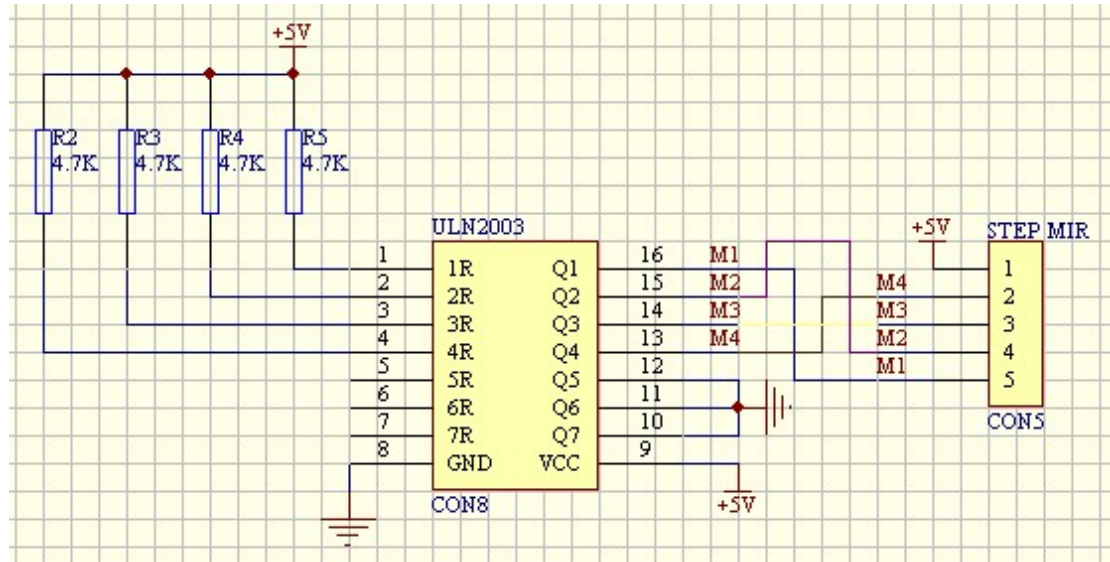 +5V
R2 R3 R4 R5
4.7K 4.7K 4.7K 4.7K
ULN2003
+5V
STEP MIR
1 1R Q1 16 M1 1
2 2R Q2 15 M2 M4 2
3 3R Q3 14 M3 M3 3
4 4R Q4 13 M4 M2 4
5 5R Q5 12 M1 5
6 6R Q6 11
7 7R Q7 10
8 GND VCC 9
CON5
CON8
+5V